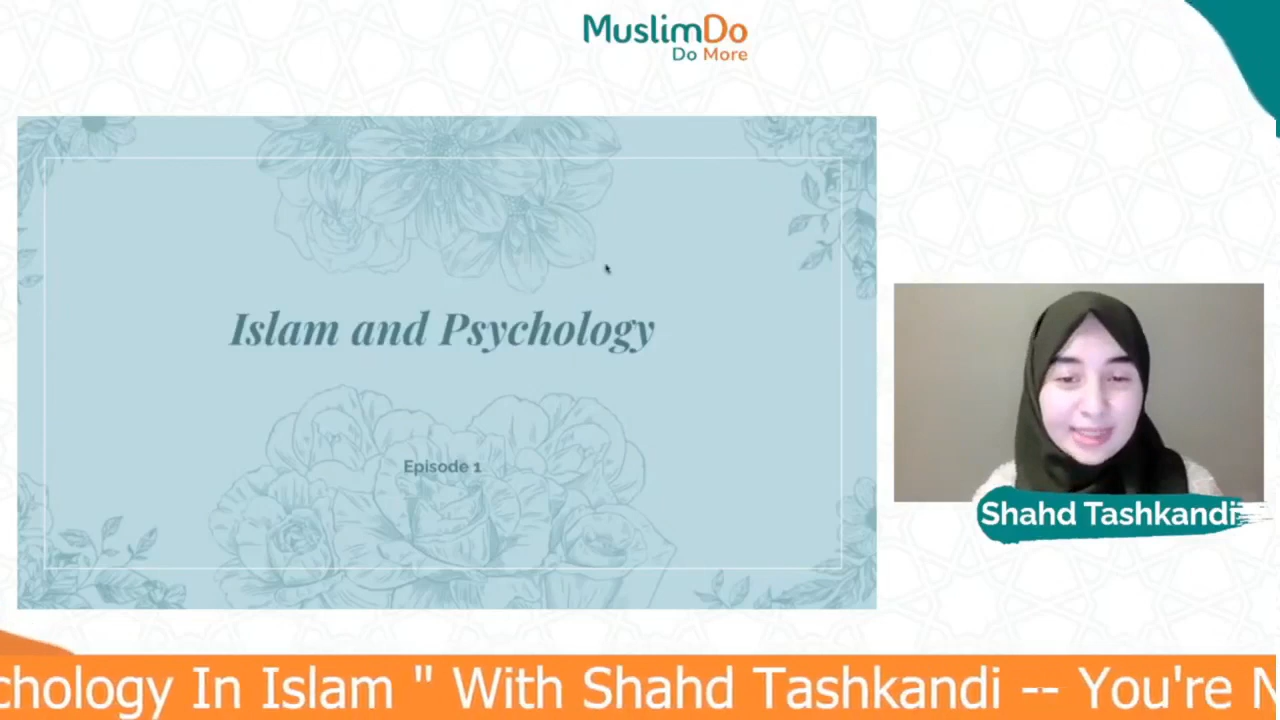 MuslimDo
Do More
Islam and Psychology
Episode 1
Shahd Tashkandi
chology In Islam " With Shahd Tashkandi -- You're N